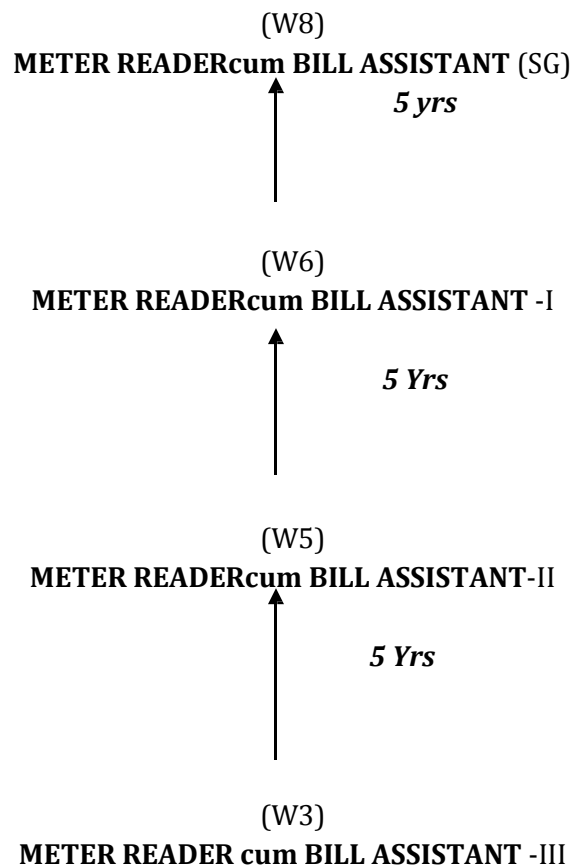 (W8)
METER READERcum BILL ASSISTANT (SG)
5 yrs
(W6)
METER READERcum BILL ASSISTANT -I
5 Yrs
(W5)
METER READERcum BILL ASSISTANT-II
5 Yrs
(W3)
METER READER cum BILL ASSISTANT -III